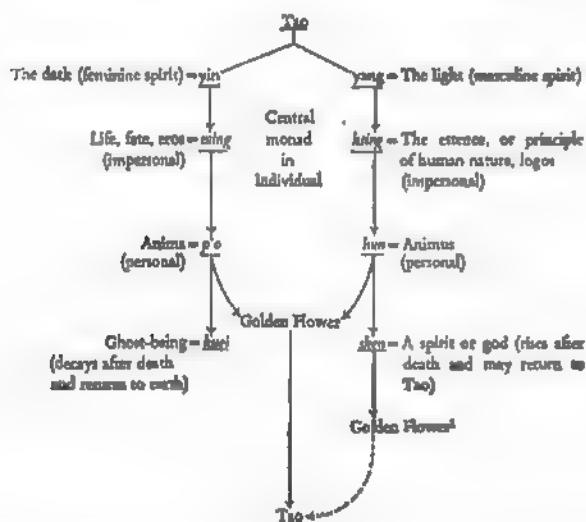 Tao
The dark (feminine spirit) = yin
yang = The light (masculine spirit)
Life, fate, eros = ming
(impersonal)
Central
monad
in
Individual
hsing = The essence, or principle
of human nature, logos
(impersonal)
Anima = p'o
(personal)
hun = Animus
(personal)
Golden Flower
Ghost-being = kuei
(decays after death
and returns to earth)
shen = A spirit or god (rises after
death and may return to
Tao)
Golden Flower¹
Tao